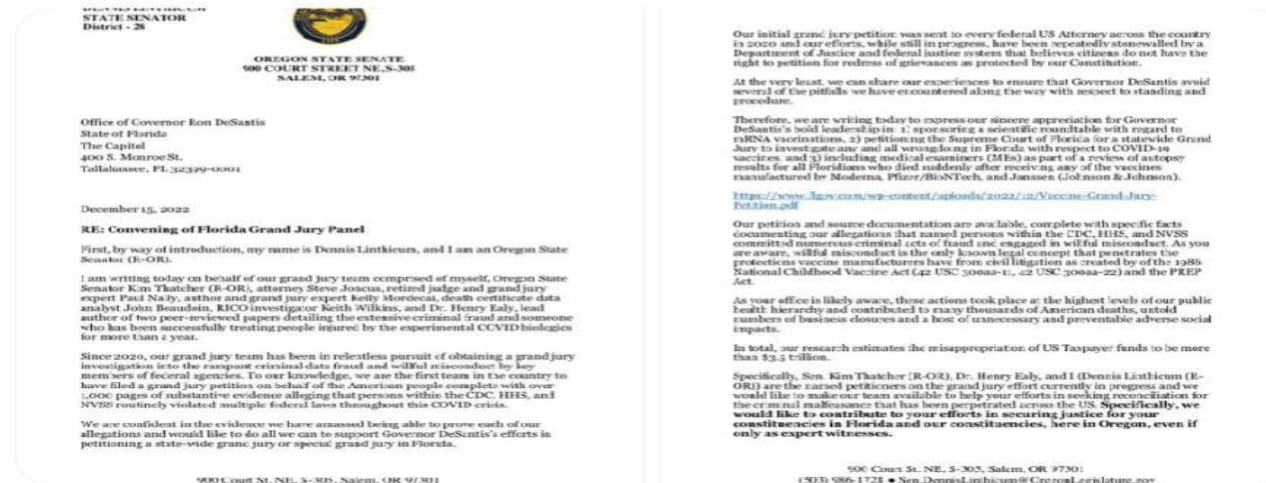 STATE SENATOR
District - 28
OREGON STATE SENATE
900 COURT STREET NE, S-305
SALEM, OR 97301
Office of Governor Ron DeSantis
State of Florida
The Capitol
400 S. Monroe St.
Tallahassee, FL 32399-0001
December 15, 2022
RE: Convening of Florida Grand Jury Panel
First, by way of introduction, my name is Dennis Linthicum, and I am an Oregon State
Senator (R-OR).
I am writing today on behalf of our grand jury team comprised of myself, Oregon State
Senator Kim Thatcher (R-OR), attorney Steve Joncus, retired judge and grand jury
expert Paul Nally, author and grand jury expert Kelly Mordecai, death certificate data
analyst John Beaudoin, RICO investigator Keith Wilkins, and Dr. Henry Ealy, lead
author of two peer-reviewed papers detailing the extensive criminal fraud and someone
who has been successfully treating people injured by the experimental COVID biologics
for more than a year.
Since 2020, our grand jury team has been in relentless pursuit of obtaining a grand jury
investigation into the rampant criminal data fraud and willful misconduct by key
members of federal agencies. To our knowledge, we are the first team in the country to
have filed a grand jury petition on behalf of the American people complete with over
1,000 pages of substantive evidence alleging that persons within the CDC, HHS, and
NVSS routinely violated multiple federal laws throughout this COVID crisis.
We are confident in the evidence we have amassed being able to prove each of our
allegations and would like to do all we can to support Governor DeSantis's efforts in
petitioning a state-wide grand jury or special grand jury in Florida.
900 Court St. NE, S-305, Salem, OR 97301
Our initial grand jury petition was sent to every federal US Attorney across the country
in 2020 and our efforts, while still in progress, have been repeatedly stonewalled by a
Department of Justice and federal justice system that believes citizens do not have the
right to petition for redress of grievances as protected by our Constitution.
At the very least, we can share our experiences to ensure that Governor DeSantis avoid
several of the pitfalls we have encountered along the way with respect to standing and
procedure.
Therefore, we are writing today to express our sincere appreciation for Governor
DeSantis's bold leadership in: 1) sponsoring a scientific roundtable with regard to
mRNA vaccinations, 2) petitioning the Supreme Court of Florida for a statewide Grand
Jury to investigate any and all wrongdoing in Florida with respect to COVID-19
vaccines, and 3) including medical examiners (MEs) as part of a review of autopsy
results for all Floridians who died suddenly after receiving any of the vaccines
manufactured by Moderna, Pfizer/BioNTech, and Janssen (Johnson & Johnson).
https://www.flgov.com/wp-content/uploads/2022/12/Vaccine-Grand-Jury-
Petition.pdf
Our petition and source documentation are available, complete with specific facts
documenting our allegations that named persons within the CDC, HHS, and NVSS
committed numerous criminal acts of fraud and engaged in willful misconduct. As you
are aware, willful misconduct is the only known legal concept that penetrates the
protections vaccine manufacturers have from civil litigation as created by the 1986
National Childhood Vaccine Act (42 USC 300aa-11, 42 USC 300aa-22) and the PREP
Act.
As your office is likely aware, these actions took place at the highest levels of our public
health hierarchy and contributed to many thousands of American deaths, untold
numbers of business closures and a host of unnecessary and preventable adverse social
impacts.
In total, our research estimates the misappropriation of US Taxpayer funds to be more
than $3.5 trillion.
Specifically, Sen. Kim Thatcher (R-OR), Dr. Henry Ealy, and I (Dennis Linthicum (R-
OR)) are the named petitioners on the grand jury effort currently in progress and we
would like to make our team available to help your efforts in seeking reconciliation for
the criminal malfeasance that has been perpetrated across the US. Specifically, we
would like to contribute to your efforts in securing justice for your
constituencies in Florida and our constituencies, here in Oregon, even if
only as expert witnesses.
900 Court St. NE, S-305, Salem, OR 97301
(503) 986-1728 ● Sen.DennisLinthicum@OregonLegislature.gov